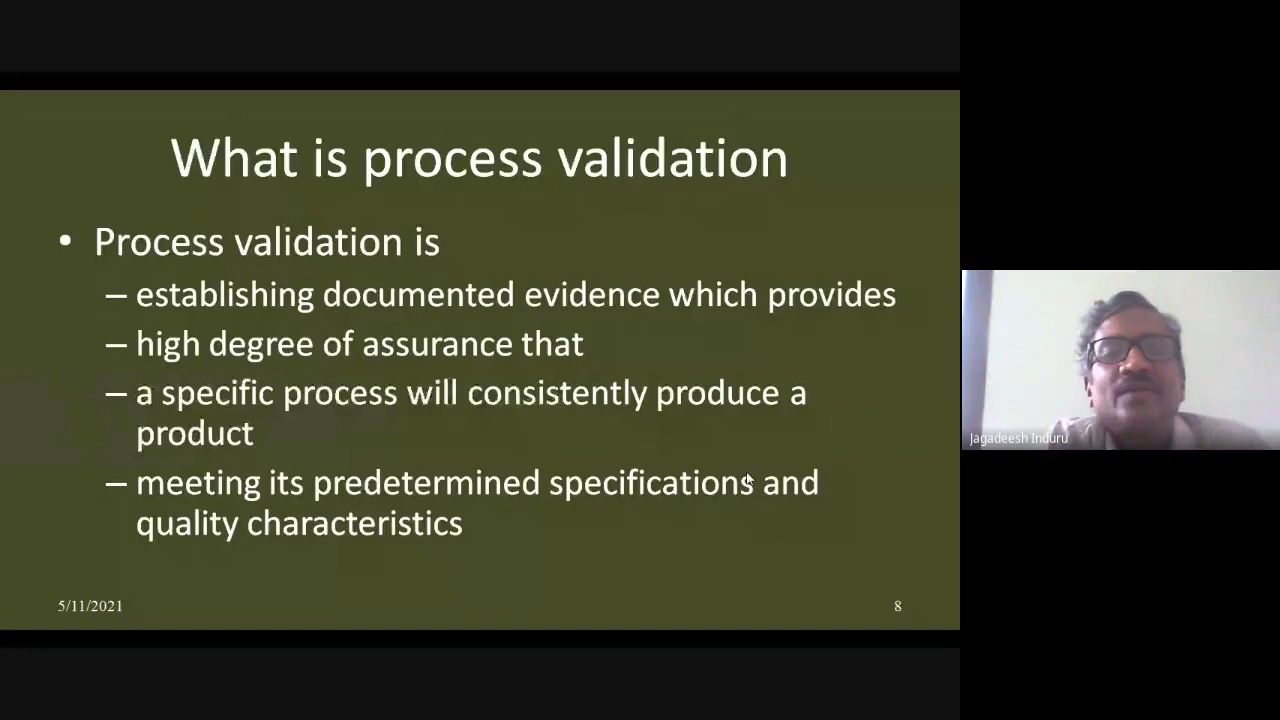 What is process validation
• Process validation is
– establishing documented evidence which provides
– high degree of assurance that
– a specific process will consistently produce a
product
– meeting its predetermined specifications and
quality characteristics
5/11/2021
8
Jagadeesh Induru